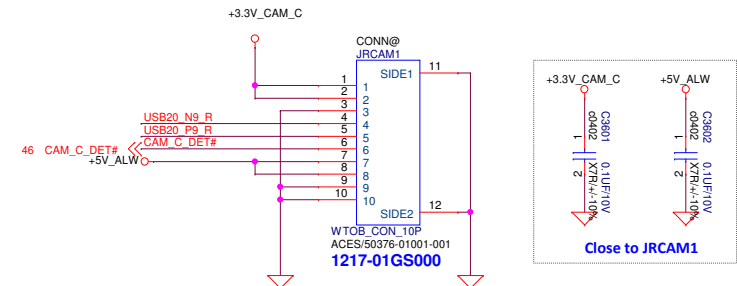 +3.3V_CAM_C
CONN@
JRCAM1
1 1
2 2
3 3
4 4
5 5
6 6
7 7
8 8
9 9
10 10
SIDE1 11
SIDE2 12
USB20_N9_R
USB20_P9_R
46 CAM_C_DET# CAM_C_DET#
+5V_ALW
WTOB_CON_10P
ACES/50376-01001-001
1217-01GS000
+3.3V_CAM_C
+5V_ALW
1
2
c0402
X7R/+/-10%
C3601
0.1UF/10V
1
2
c0402
X7R/+/-10%
C3602
0.1UF/10V
Close to JRCAM1